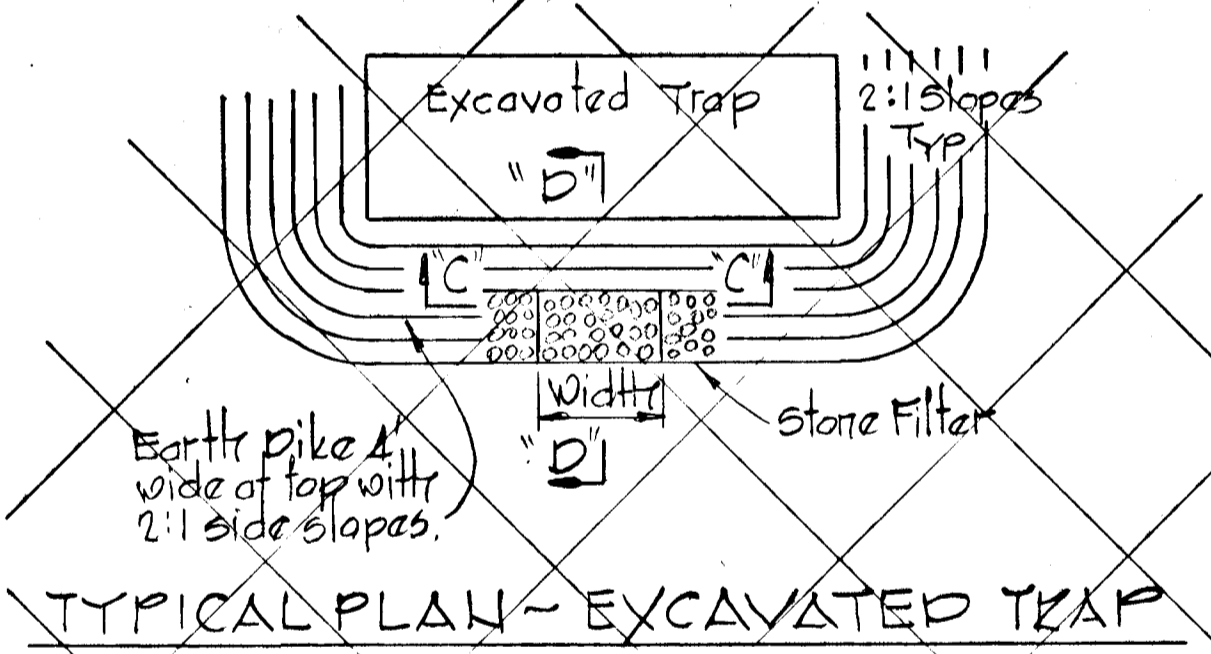 Excavated Trap
2:1 Slopes
Typ
"D"
"C"
"C"
Width
"D"
Stone Filter
Earth Dike 4'
wide at top with
2:1 side slopes.
TYPICAL PLAN ~ EXCAVATED TRAP